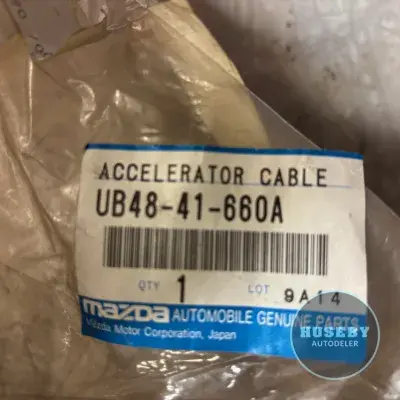 ACCELERATOR CABLE
UB48-41-660A
QTY 1 LOT 9A14
mazda AUTOMOBILE GENUINE PARTS
Mazda Motor Corporation, Japan
HUSEBY
AUTODELER